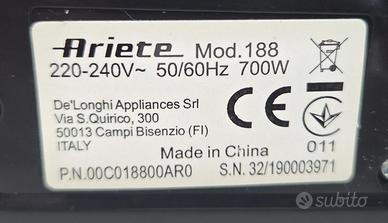 Ariete Mod.188
220-240V~ 50/60Hz 700W
De'Longhi Appliances Srl
Via S.Quirico, 300
50013 Campi Bisenzio (FI)
ITALY
CE
Made in China
011
P.N.00C018800AR0 S.N. 32/190003971
subito